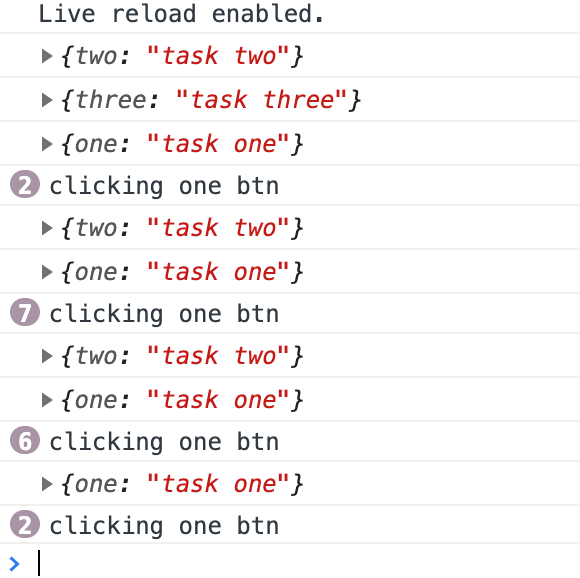 Live reload enabled.
{two: "task two"}
{three: "task three"}
{one: "task one"}
2 clicking one btn
{two: "task two"}
{one: "task one"}
7 clicking one btn
{two: "task two"}
{one: "task one"}
6 clicking one btn
{one: "task one"}
2 clicking one btn